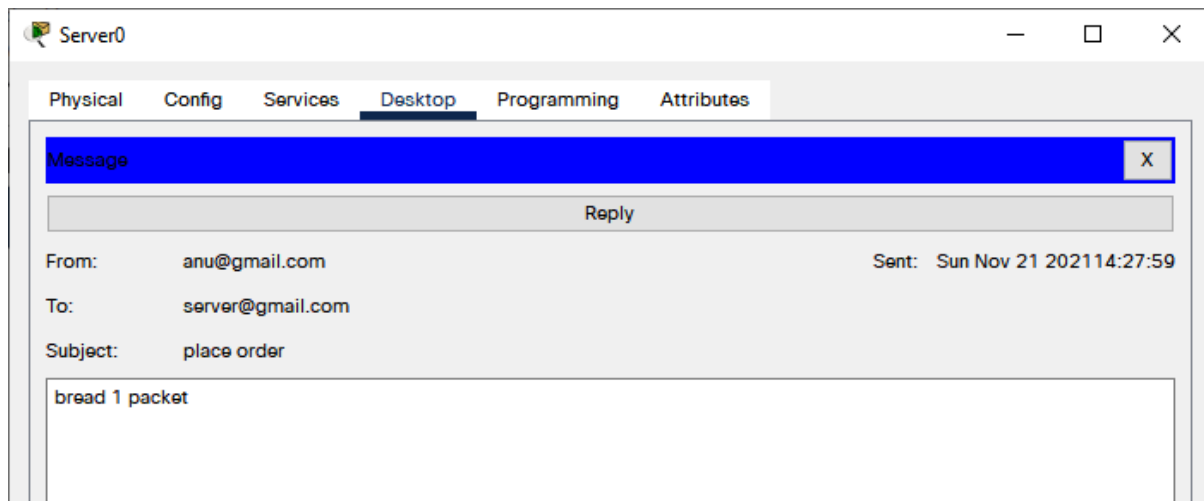 Server0
Physical Config Services Desktop Programming Attributes
Message X
Reply
From: anu@gmail.com Sent: Sun Nov 21 202114:27:59
To: server@gmail.com
Subject: place order
bread 1 packet